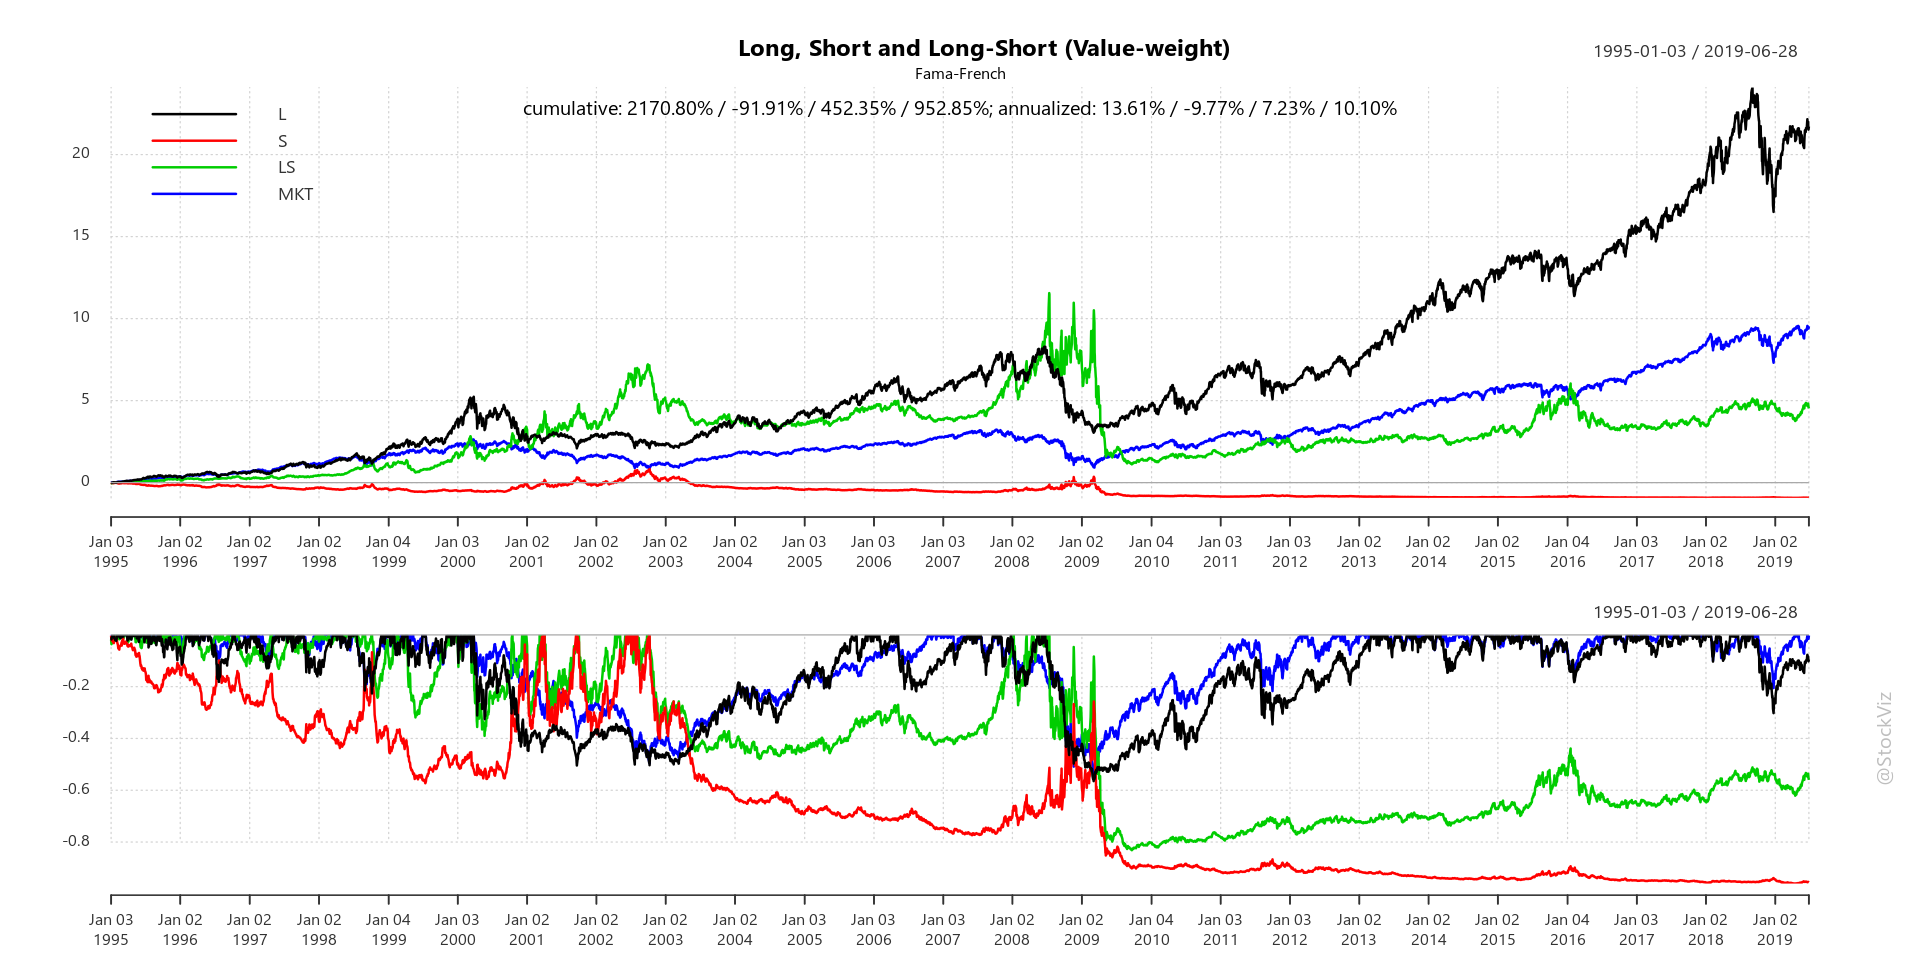 Long, Short and Long-Short (Value-weight)
1995-01-03 / 2019-06-28
Fama-French
cumulative: 2170.80% / -91.91% / 452.35% / 952.85%; annualized: 13.61% / -9.77% / 7.23% / 10.10%
L
S
LS
MKT
20
15
10
5
0
Jan 03 Jan 02 Jan 02 Jan 02 Jan 04 Jan 03 Jan 02 Jan 02 Jan 02 Jan 02 Jan 03 Jan 03 Jan 03 Jan 02 Jan 02 Jan 04 Jan 03 Jan 03 Jan 02 Jan 02 Jan 02 Jan 04 Jan 03 Jan 02 Jan 02
1995 1996 1997 1998 1999 2000 2001 2002 2003 2004 2005 2006 2007 2008 2009 2010 2011 2012 2013 2014 2015 2016 2017 2018 2019
1995-01-03 / 2019-06-28
-0.2
-0.4
-0.6
-0.8
Jan 03 Jan 02 Jan 02 Jan 02 Jan 04 Jan 03 Jan 02 Jan 02 Jan 02 Jan 02 Jan 03 Jan 03 Jan 03 Jan 02 Jan 02 Jan 04 Jan 03 Jan 03 Jan 02 Jan 02 Jan 02 Jan 04 Jan 03 Jan 02 Jan 02
1995 1996 1997 1998 1999 2000 2001 2002 2003 2004 2005 2006 2007 2008 2009 2010 2011 2012 2013 2014 2015 2016 2017 2018 2019
@StockViz